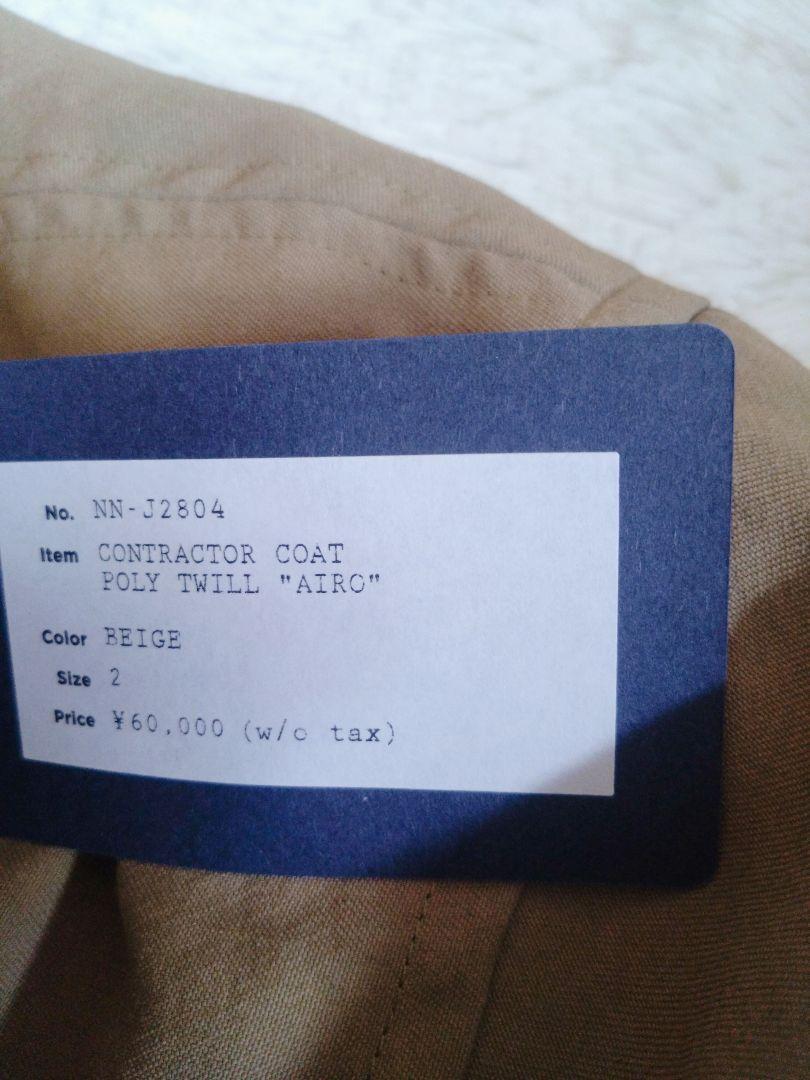 No. NN-J2804
Item CONTRACTOR COAT
POLY TWILL "AIRO"
Color BEIGE
Size 2
Price ¥60,000 (w/o tax)